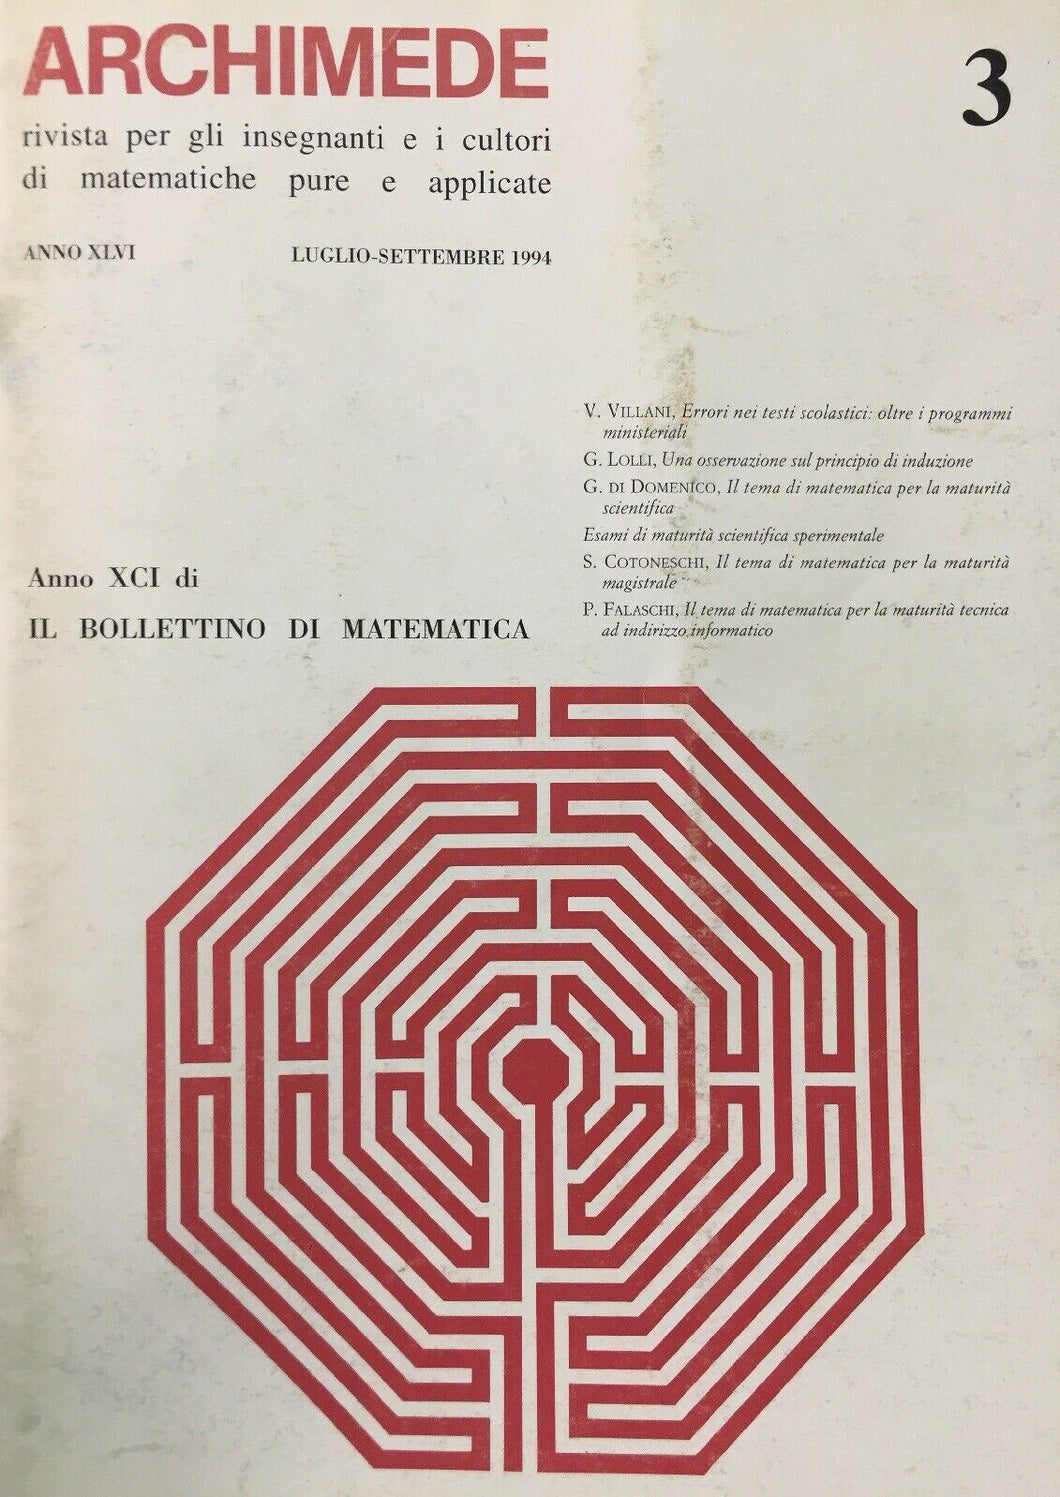 ARCHIMEDE
3
rivista per gli insegnanti e i cultori
di matematiche pure e applicate
ANNO XLVI LUGLIO-SETTEMBRE 1994
V. VILLANI, Errori nei testi scolastici: oltre i programmi
ministeriali
G. LOLLI, Una osservazione sul principio di induzione
G. DI DOMENICO, Il tema di matematica per la maturità
scientifica
Esami di maturità scientifica sperimentale
S. COTONESCHI, Il tema di matematica per la maturità
magistrale
P. FALASCHI, Il tema di matematica per la maturità tecnica
ad indirizzo informatico
Anno XCI di
IL BOLLETTINO DI MATEMATICA